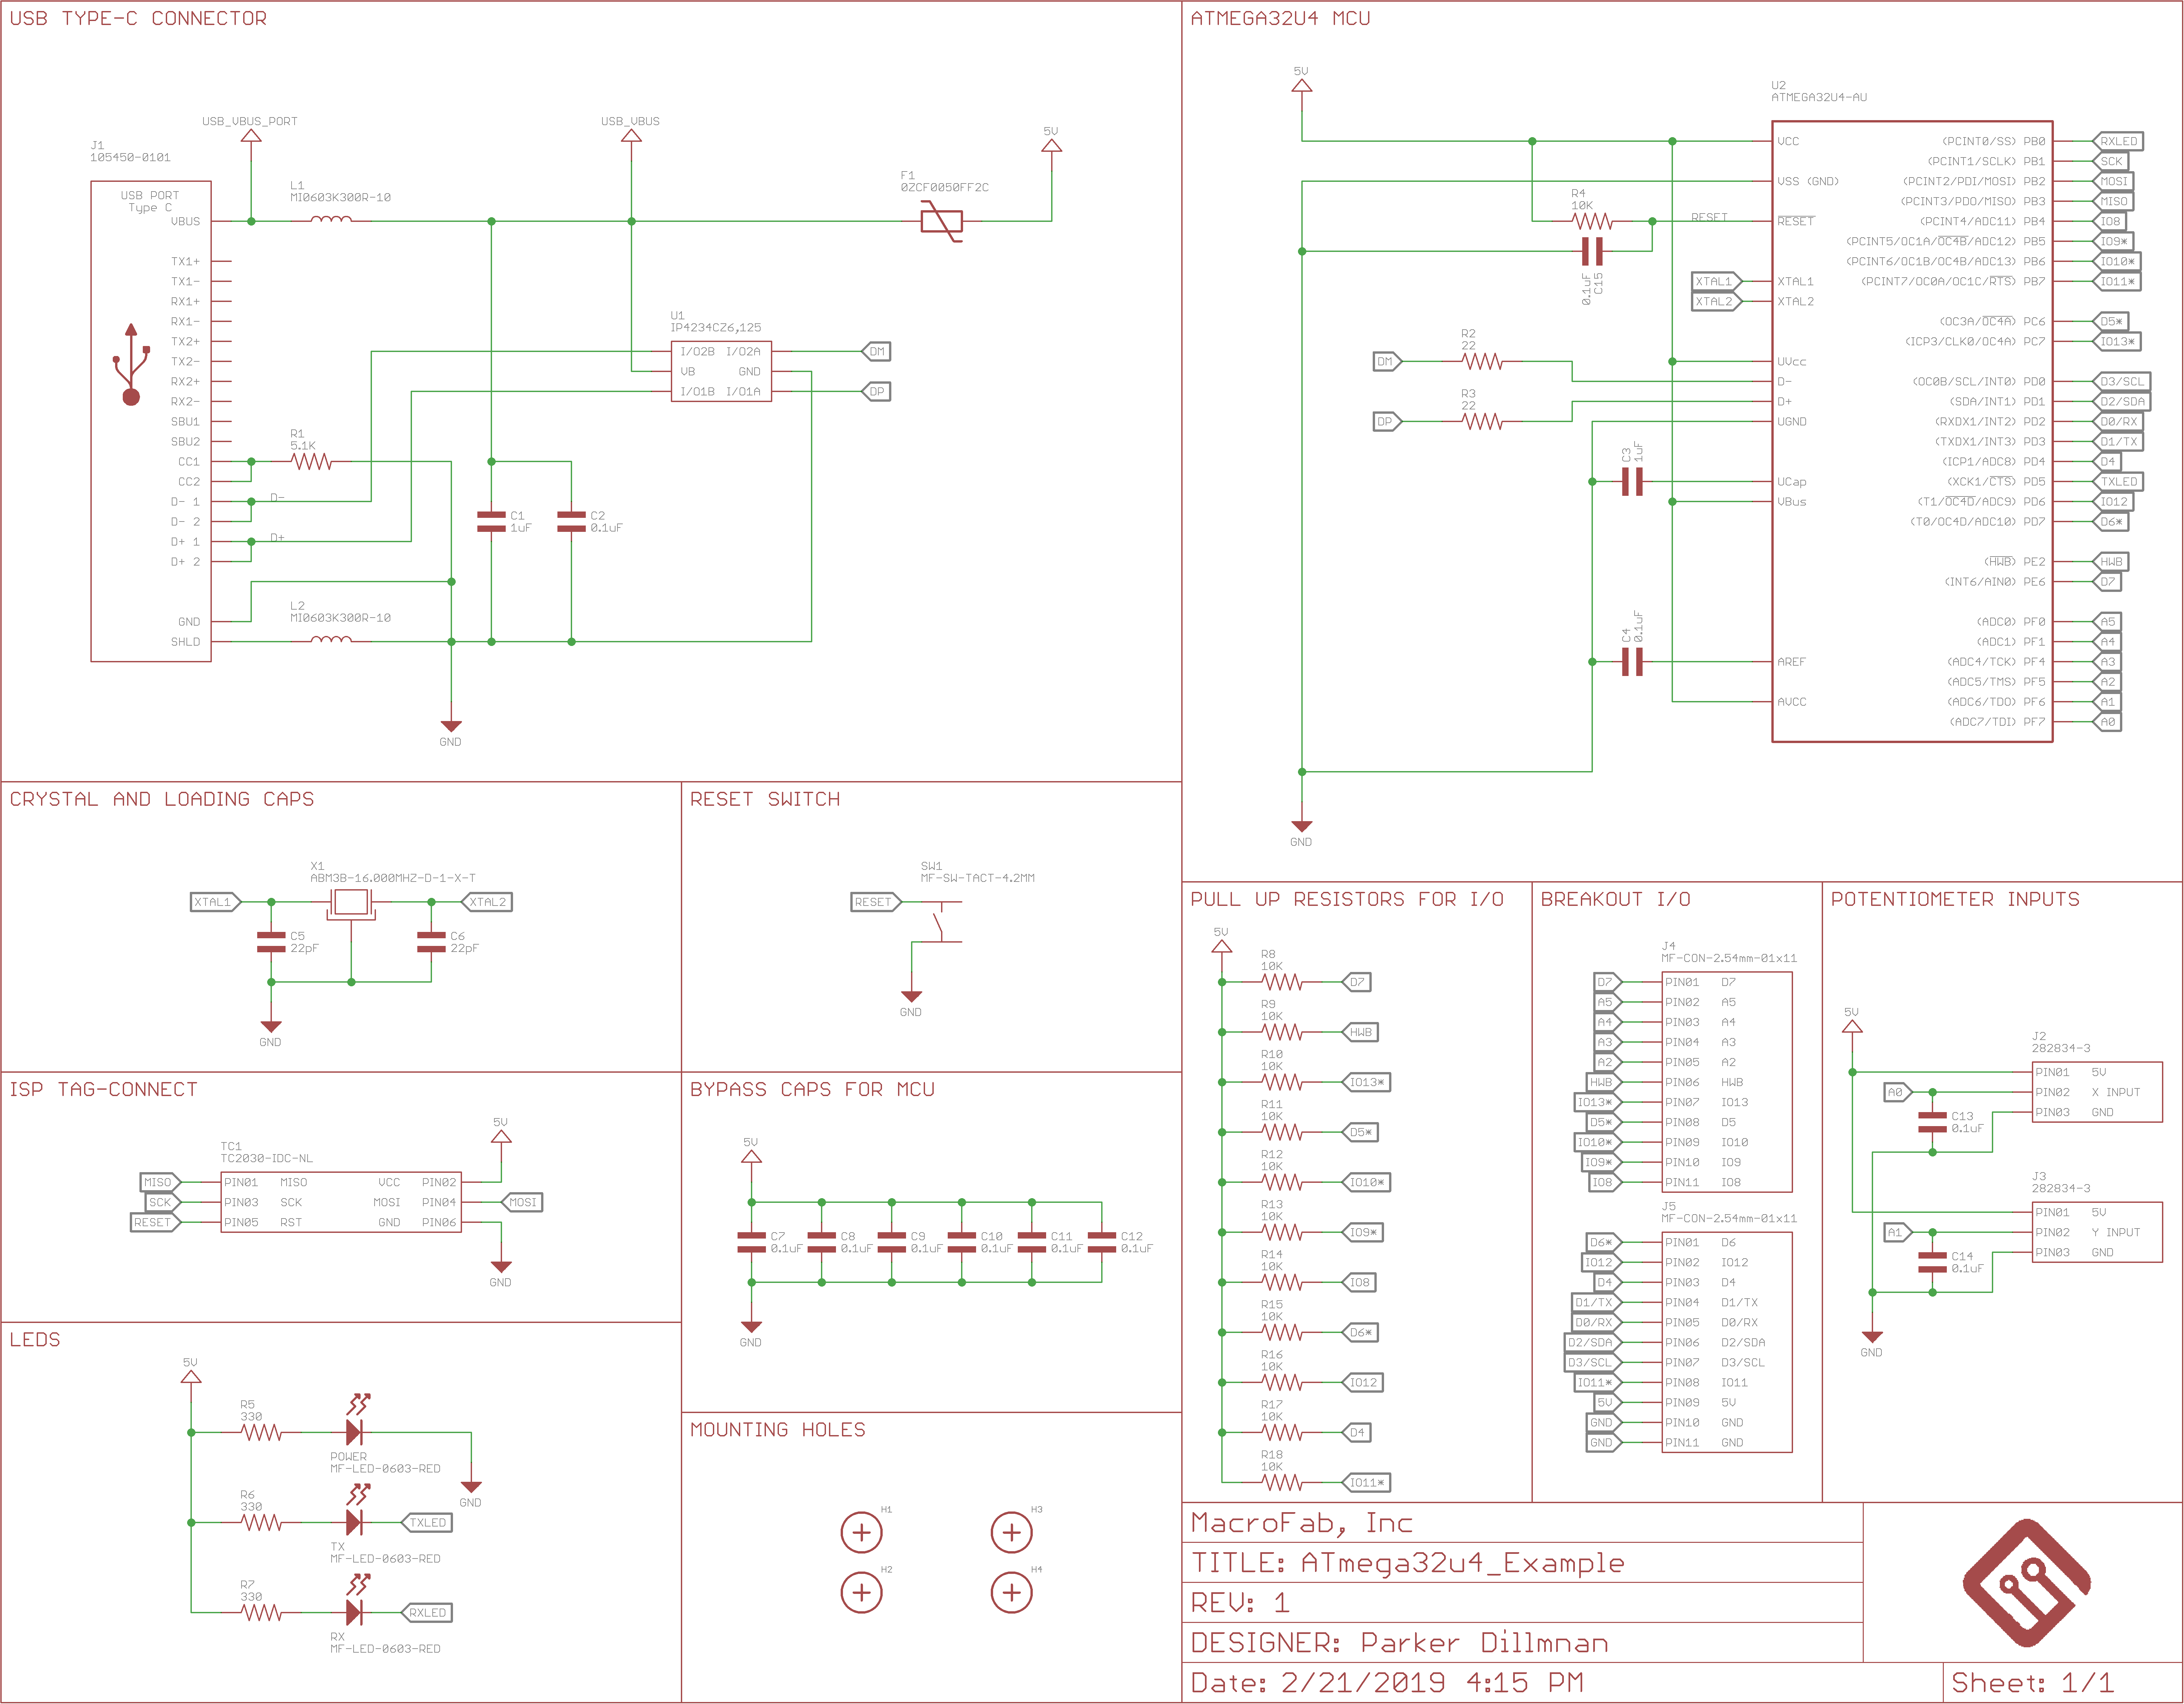 USB TYPE-C CONNECTOR
USB_VBUS_PORT
USB_VBUS
5V
J1
105450-0101
USB PORT
Type C
VBUS
TX1+
TX1-
RX1+
RX1-
TX2+
TX2-
RX2+
RX2-
SBU1
SBU2
CC1
CC2
D- 1
D- 2
D+ 1
D+ 2
GND
SHLD
L1
MI0603K300R-10
F1
0ZCF0050FF2C
U1
IP4234CZ6,125
I/O2B I/O2A
VB GND
I/O1B I/O1A
DM
DP
R1
5.1K
D-
D+
C1
1uF
C2
0.1uF
L2
MI0603K300R-10
GND
ATMEGA32U4 MCU
5V
U2
ATMEGA32U4-AU
VCC
VSS (GND)
RESET
XTAL1
XTAL2
UVcc
D-
D+
UGND
UCap
VBus
AREF
AVCC
R4
10K
RESET
0.1uF
C15
XTAL1
XTAL2
R2
22
DM
R3
22
DP
C3
1uF
C4
0.1uF
GND
(PCINT0/SS) PB0 RXLED
(PCINT1/SCLK) PB1 SCK
(PCINT2/PDI/MOSI) PB2 MOSI
(PCINT3/PDO/MISO) PB3 MISO
(PCINT4/ADC11) PB4 IO8
(PCINT5/OC1A/OC4B/ADC12) PB5 IO9*
(PCINT6/OC1B/OC4B/ADC13) PB6 IO10*
(PCINT7/OC0A/OC1C/RTS) PB7 IO11*
(OC3A/OC4A) PC6 D5*
(ICP3/CLK0/OC4A) PC7 IO13*
(OC0B/SCL/INT0) PD0 D3/SCL
(SDA/INT1) PD1 D2/SDA
(RXDX1/INT2) PD2 D0/RX
(TXDX1/INT3) PD3 D1/TX
(ICP1/ADC8) PD4 D4
(XCK1/CTS) PD5 TXLED
(T1/OC4D/ADC9) PD6 IO12
(T0/OC4D/ADC10) PD7 D6*
(HWB) PE2 HWB
(INT6/AIN0) PE6 D7
(ADC0) PF0 A5
(ADC1) PF1 A4
(ADC4/TCK) PF4 A3
(ADC5/TMS) PF5 A2
(ADC6/TDO) PF6 A1
(ADC7/TDI) PF7 A0
CRYSTAL AND LOADING CAPS
X1
ABM3B-16.000MHZ-D-1-X-T
XTAL1
XTAL2
C5
22pF
C6
22pF
GND
RESET SWITCH
SW1
MF-SW-TACT-4.2MM
RESET
GND
ISP TAG-CONNECT
5V
TC1
TC2030-IDC-NL
MISO PIN01 MISO VCC PIN02
SCK PIN03 SCK MOSI PIN04 MOSI
RESET PIN05 RST GND PIN06
GND
BYPASS CAPS FOR MCU
5V
C7
0.1uF
C8
0.1uF
C9
0.1uF
C10
0.1uF
C11
0.1uF
C12
0.1uF
GND
LEDS
5V
R5
330
POWER
MF-LED-0603-RED
GND
R6
330
TXLED
TX
MF-LED-0603-RED
R7
330
RXLED
RX
MF-LED-0603-RED
MOUNTING HOLES
H1
H3
H2
H4
PULL UP RESISTORS FOR I/O
5V
R8
10K
D7
R9
10K
HWB
R10
10K
IO13*
R11
10K
D5*
R12
10K
IO10*
R13
10K
IO9*
R14
10K
IO8
R15
10K
D6*
R16
10K
IO12
R17
10K
D4
R18
10K
IO11*
BREAKOUT I/O
J4
MF-CON-2.54mm-01x11
D7 PIN01 D7
A5 PIN02 A5
A4 PIN03 A4
A3 PIN04 A3
A2 PIN05 A2
HWB PIN06 HWB
IO13* PIN07 IO13
D5* PIN08 D5
IO10* PIN09 IO10
IO9* PIN10 IO9
IO8 PIN11 IO8
J5
MF-CON-2.54mm-01x11
D6* PIN01 D6
IO12 PIN02 IO12
D4 PIN03 D4
D1/TX PIN04 D1/TX
D0/RX PIN05 D0/RX
D2/SDA PIN06 D2/SDA
D3/SCL PIN07 D3/SCL
IO11* PIN08 IO11
5V PIN09 5V
GND PIN10 GND
GND PIN11 GND
POTENTIOMETER INPUTS
5V
J2
282834-3
PIN01 5V
A0 PIN02 X INPUT
PIN03 GND
C13
0.1uF
J3
282834-3
PIN01 5V
A1 PIN02 Y INPUT
PIN03 GND
C14
0.1uF
GND
MacroFab, Inc
TITLE: ATmega32u4_Example
REV: 1
DESIGNER: Parker Dillmnan
Date: 2/21/2019 4:15 PM
Sheet: 1/1